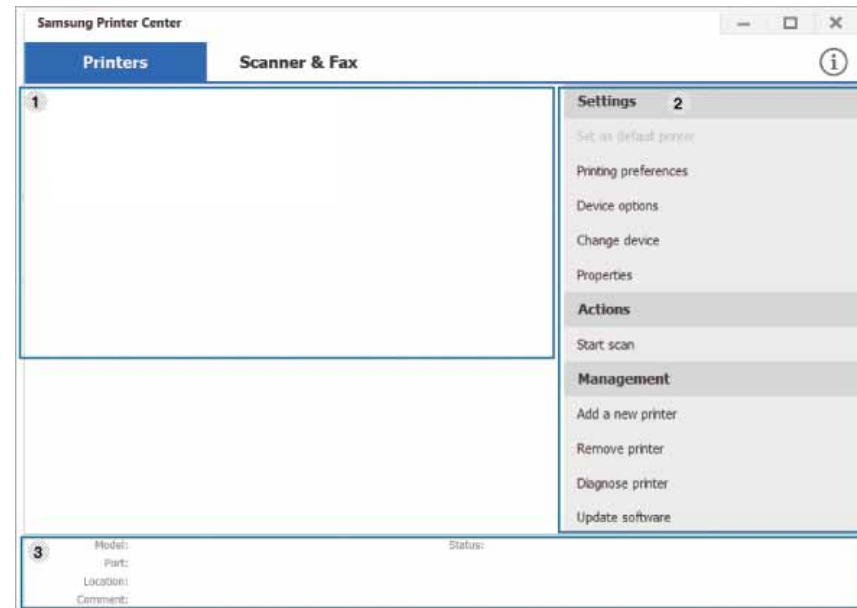 Samsung Printer Center
Printers Scanner & Fax
1
Settings 2
Set as default printer
Printing preferences
Device options
Change device
Properties
Actions
Start scan
Management
Add a new printer
Remove printer
Diagnose printer
Update software
3
Model: Status:
Port:
Location:
Comment: